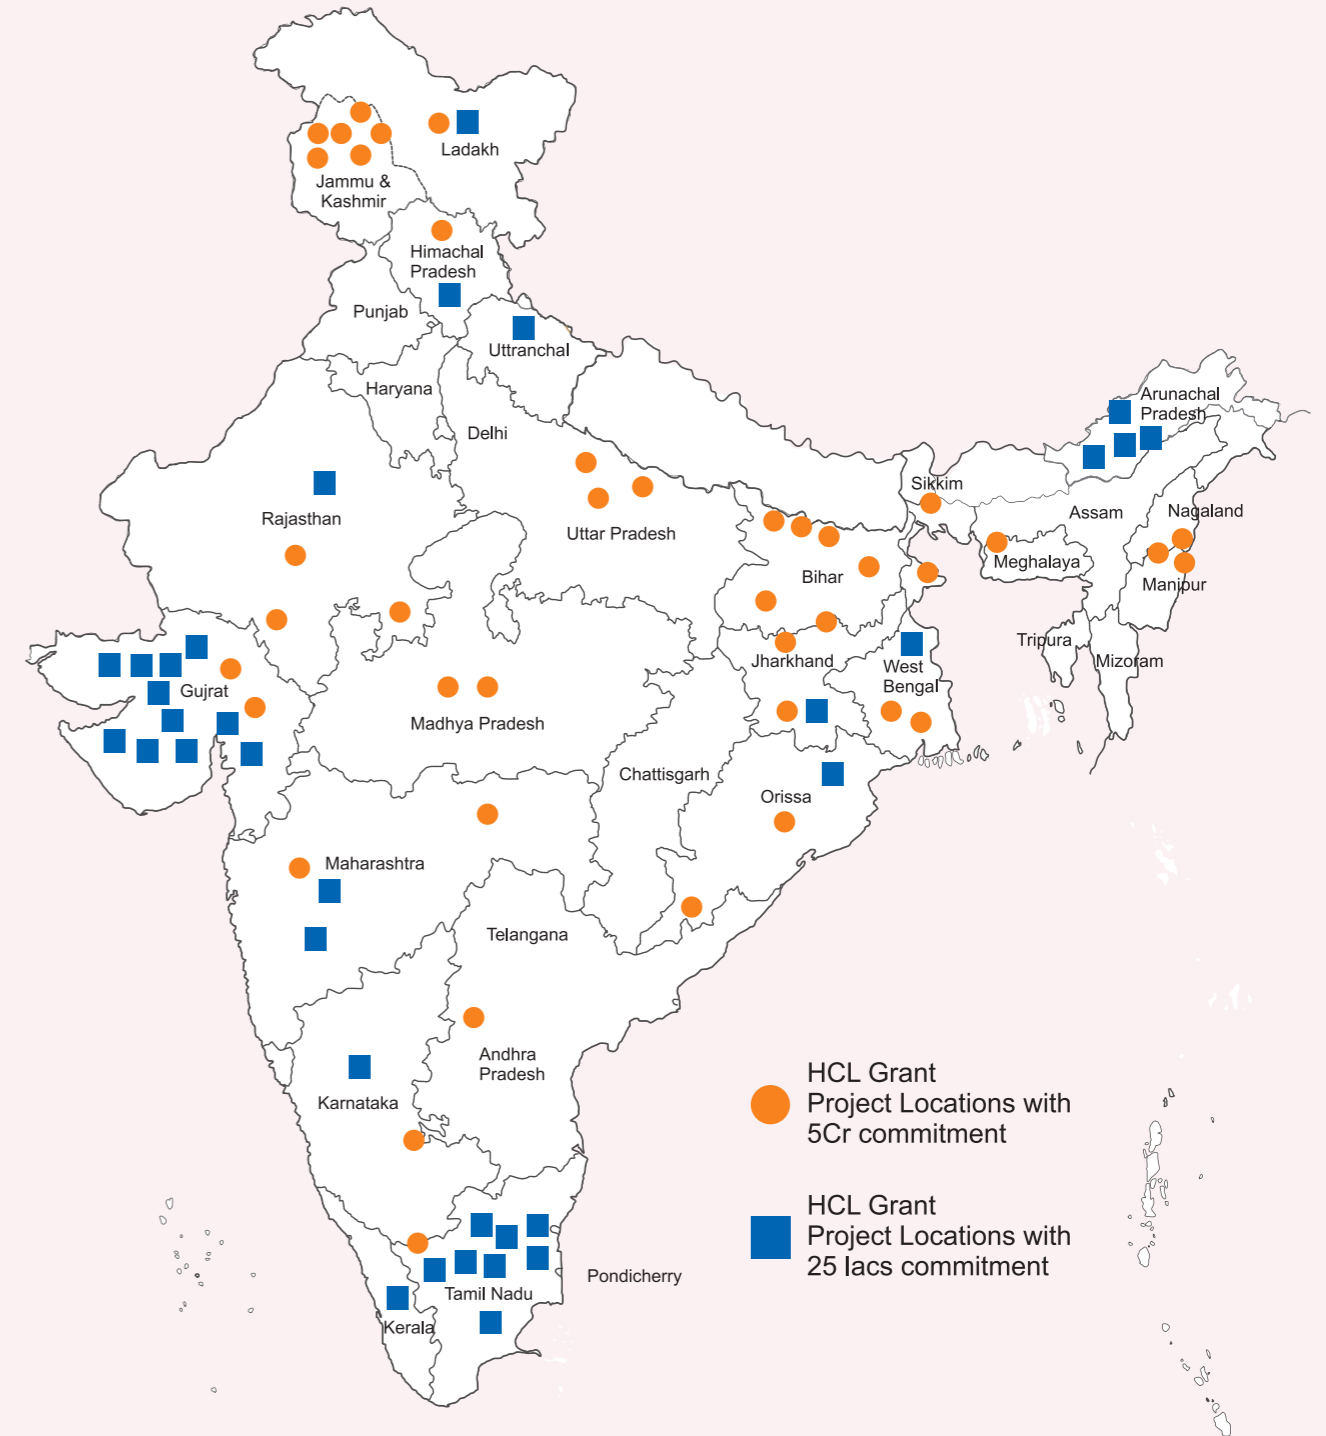 Ladakh
Jammu &
Kashmir
Himachal
Pradesh
Punjab
Uttranchal
Haryana
Arunachal
Pradesh
Delhi
Sikkim
Rajasthan
Assam
Nagaland
Uttar Pradesh
Meghalaya
Bihar
Manipur
Tripura
Jharkhand
West
Bengal
Mizoram
Gujrat
Madhya Pradesh
Chattisgarh
Orissa
Maharashtra
Telangana
Andhra
Pradesh
Karnataka
HCL Grant
Project Locations with
5Cr commitment
HCL Grant
Project Locations with
25 lacs commitment
Pondicherry
Tamil Nadu
Kerala